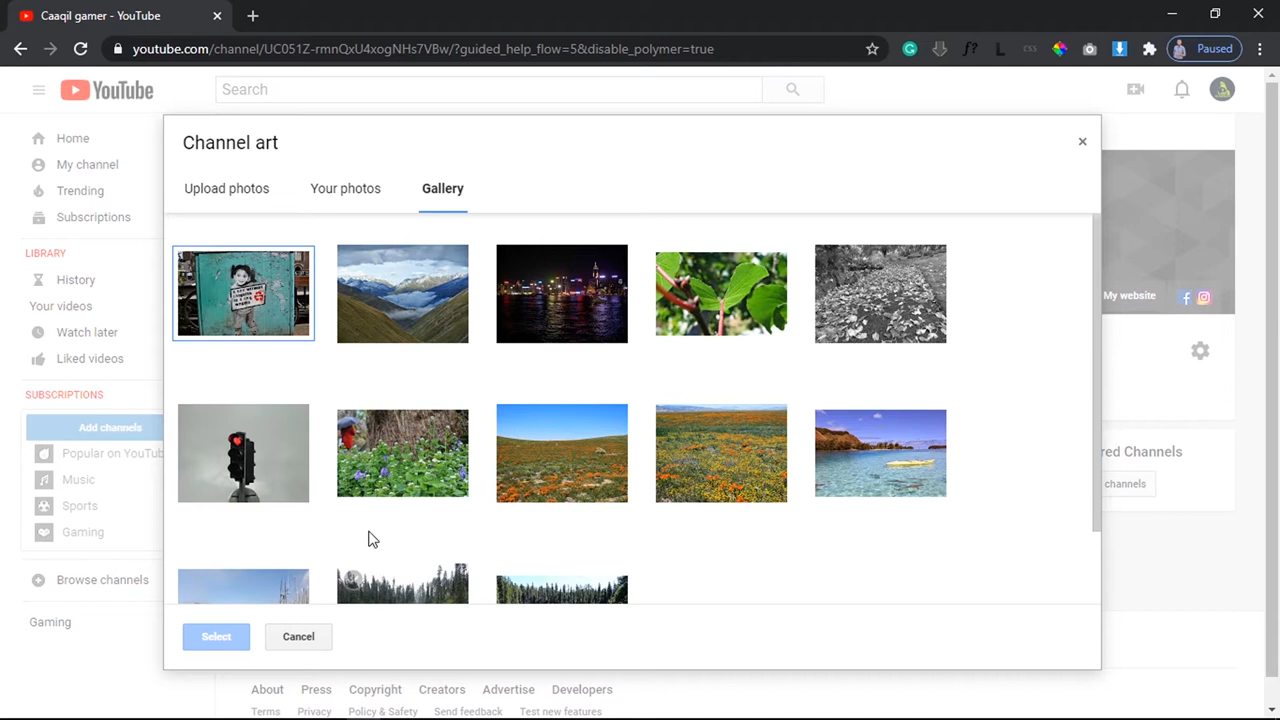 Caaqil gamer - YouTube
youtube.com/channel/UC051Z-rmnQxU4xogNHs7VBw/?guided_help_flow=5&disable_polymer=true
f?
L
CSS
Paused
YouTube
Search
Channel art
Upload photos
Your photos
Gallery
Home
My channel
Trending
Subscriptions
LIBRARY
History
Your videos
Watch later
Liked videos
SUBSCRIPTIONS
Add channels
Popular on YouTub
Music
Sports
Gaming
Browse channels
Gaming
My website
red Channels
channels
Select
Cancel
About Press Copyright Creators Advertise Developers
Terms Privacy Policy & Safety Send feedback Test new features